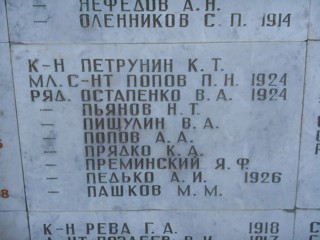 — НЕФЕДОВ А.Н.
— ОЛЕННИКОВ С.П. 1914
К-Н ПЕТРУНИН К.Т.
МЛ.С-НТ ПОПОВ П.Н. 1924
РЯД. ОСТАПЕНКО В.А. 1924
— ПЬЯНОВ Н.Т.
— ПИЩУЛИН В.А.
— ПОПОВ А.А.
— ПРЯДКО К.Д.
— ПРЕМИНСКИЙ Я.Ф.
— ПЕДЬКО А.И. 1926
— ПАШКОВ М.М.
К-Н РЕВА Г.А. 1918